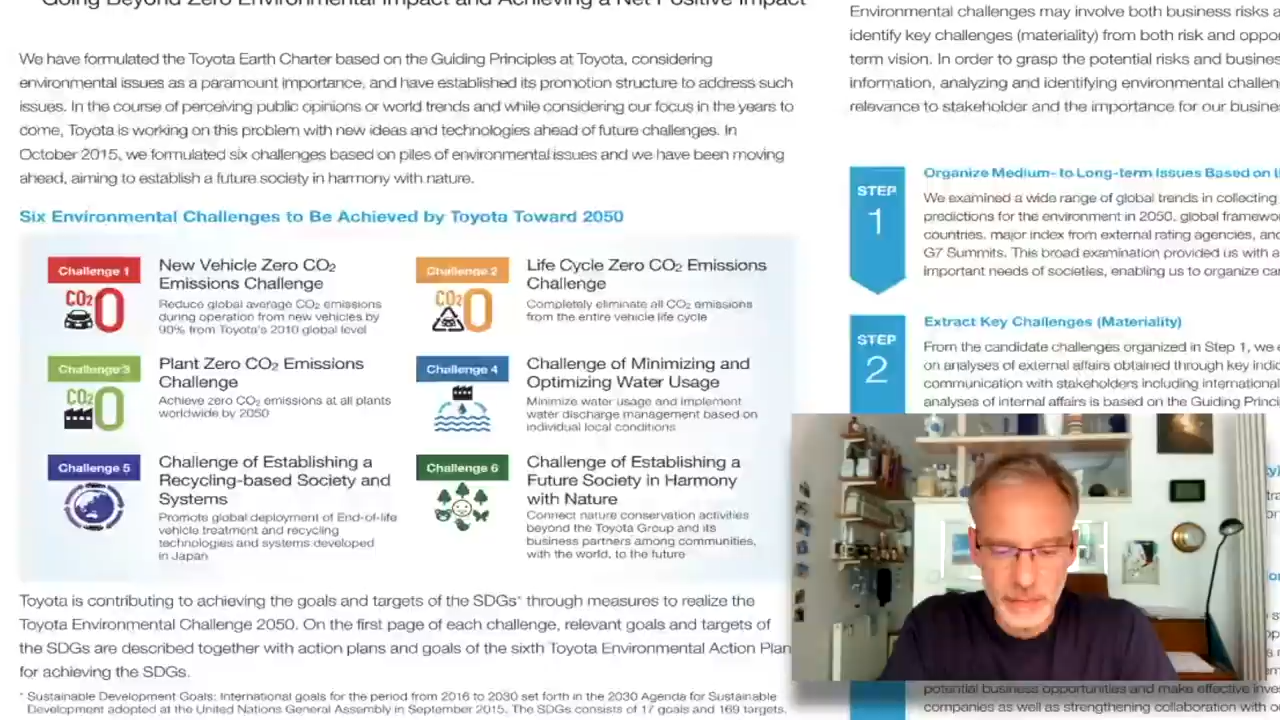 Going Beyond Zero Environmental Impact and Achieving a Net Positive Impact
We have formulated the Toyota Earth Charter based on the Guiding Principles at Toyota, considering
environmental issues as a paramount importance, and have established its promotion structure to address such
issues. In the course of perceiving public opinions or world trends and while considering our focus in the years to
come, Toyota is working on this problem with new ideas and technologies ahead of future challenges. In
October 2015, we formulated six challenges based on piles of environmental issues and we have been moving
ahead, aiming to establish a future society in harmony with nature.
Six Environmental Challenges to Be Achieved by Toyota Toward 2050
Challenge 1
CO₂ 0
New Vehicle Zero CO₂
Emissions Challenge
Reduce global average CO₂ emissions
during operation from new vehicles by
90% from Toyota's 2010 global level
Challenge 2
CO₂ 0
Life Cycle Zero CO₂ Emissions
Challenge
Completely eliminate all CO₂ emissions
from the entire vehicle life cycle
Challenge 3
CO₂ 0
Plant Zero CO₂ Emissions
Challenge
Achieve zero CO₂ emissions at all plants
worldwide by 2050
Challenge 4
Challenge of Minimizing and
Optimizing Water Usage
Minimize water usage and implement
water discharge management based on
individual local conditions
Challenge 5
Challenge of Establishing a
Recycling-based Society and
Systems
Promote global deployment of End-of-life
vehicle treatment and recycling
technologies and systems developed
in Japan
Challenge 6
Challenge of Establishing a
Future Society in Harmony
with Nature
Connect nature conservation activities
beyond the Toyota Group and its
business partners among communities,
with the world, to the future
Toyota is contributing to achieving the goals and targets of the SDGs* through measures to realize the
Toyota Environmental Challenge 2050. On the first page of each challenge, relevant goals and targets of
the SDGs are described together with action plans and goals of the sixth Toyota Environmental Action Plan
for achieving the SDGs.
* Sustainable Development Goals: International goals for the period from 2016 to 2030 set forth in the 2030 Agenda for Sustainable
Development adopted at the United Nations General Assembly in September 2015. The SDGs consists of 17 goals and 169 targets.
Environmental challenges may involve both business risks
identify key challenges (materiality) from both risk and
term vision. In order to grasp the potential risks and
information, analyzing and identifying environmental
relevance to stakeholder and the importance for our
STEP
1
Organize Medium- to Long-term Issues Based on
We examined a wide range of global trends in collecting
predictions for the environment in 2050, global
countries, major index from external rating agencies,
G7 Summits. This broad examination provided us with
important needs of societies, enabling us to organize
STEP
2
Extract Key Challenges (Materiality)
From the candidate challenges organized in Step 1, we
on analyses of external affairs obtained through key
communication with stakeholders including
analyses of internal affairs is based on the Guiding
potential business opportunities and make effective
companies as well as strengthening collaboration with